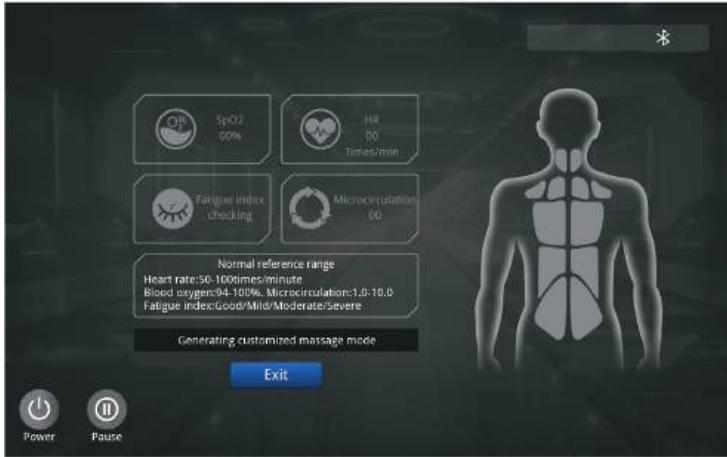 SpO2
00%
HR
00
Times/min
Fatigue index
checking
Microcirculation
00
Normal reference range
Heart rate:50-100times/minute
Blood oxygen:94-100%. Microcirculation:1.0-10.0
Fatigue index:Good/Mild/Moderate/Severe
Generating customized massage mode
Exit
Power
Pause